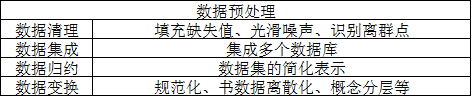 数据预处理
数据清理 填充缺失值、光滑噪声、识别离群点
数据集成 集成多个数据库
数据归约 数据集的简化表示
数据变换 规范化、书数据离散化、概念分层等